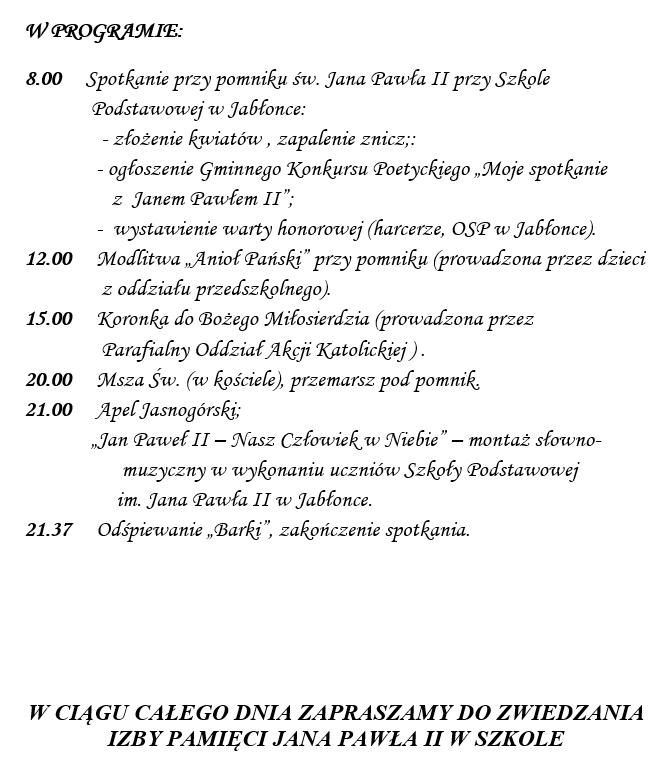 W PROGRAMIE:
8.00 Spotkanie przy pomniku św. Jana Pawła II przy Szkole
Podstawowej w Jabłonce:
- złożenie kwiatów , zapalenie znicz;:
- ogłoszenie Gminnego Konkursu Poetyckiego „Moje spotkanie
z Janem Pawłem II”;
- wystawienie warty honorowej (harcerze, OSP w Jabłonce).
12.00 Modlitwa „Anioł Pański” przy pomniku (prowadzona przez dzieci
z oddziału przedszkolnego).
15.00 Koronka do Bożego Miłosierdzia (prowadzona przez
Parafialny Oddział Akcji Katolickiej ) .
20.00 Msza Św. (w kościele), przemarsz pod pomnik.
21.00 Apel Jasnogórski;
„Jan Paweł II – Nasz Człowiek w Niebie” – montaż słowno-
muzyczny w wykonaniu uczniów Szkoły Podstawowej
im. Jana Pawła II w Jabłonce.
21.37 Odśpiewanie „Barki”, zakończenie spotkania.
W CIĄGU CAŁEGO DNIA ZAPRASZAMY DO ZWIEDZANIA
IZBY PAMIĘCI JANA PAWŁA II W SZKOLE